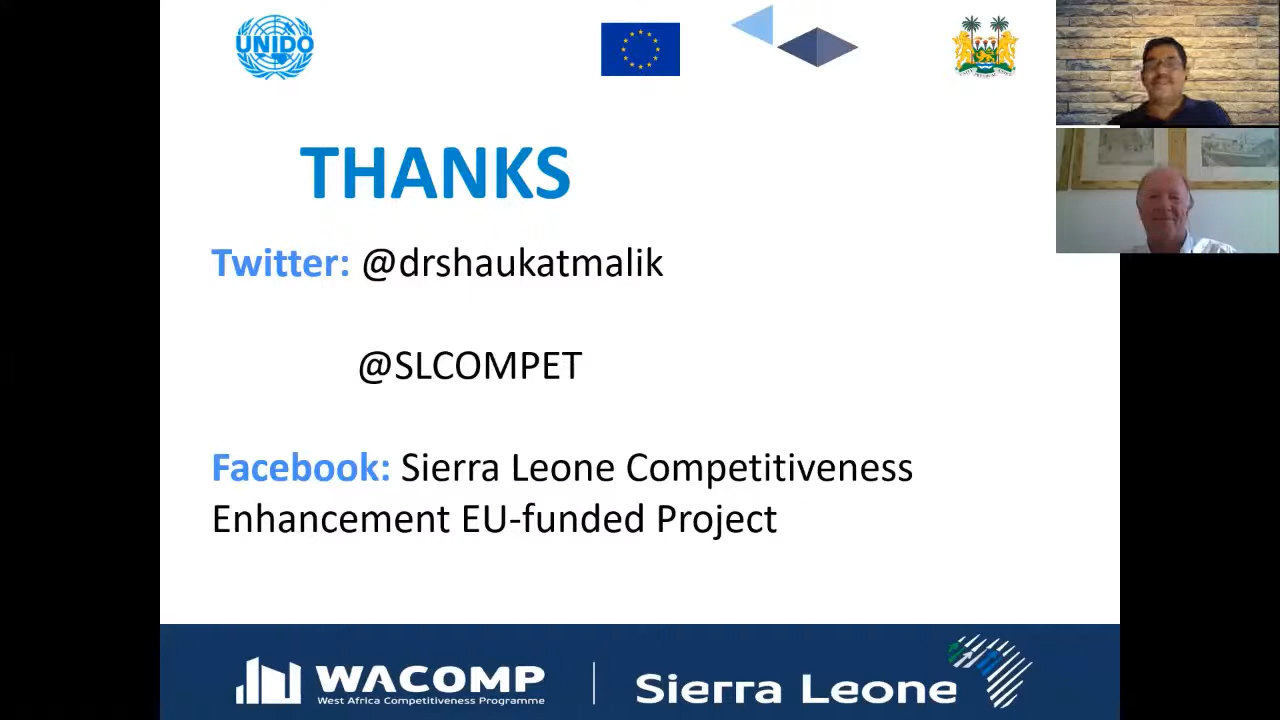 UNIDO
THANKS
Twitter: @drshaukatmalik
@SLCOMPET
Facebook: Sierra Leone Competitiveness
Enhancement EU-funded Project
WACOMP
West Africa Competitiveness Programme
Sierra Leone